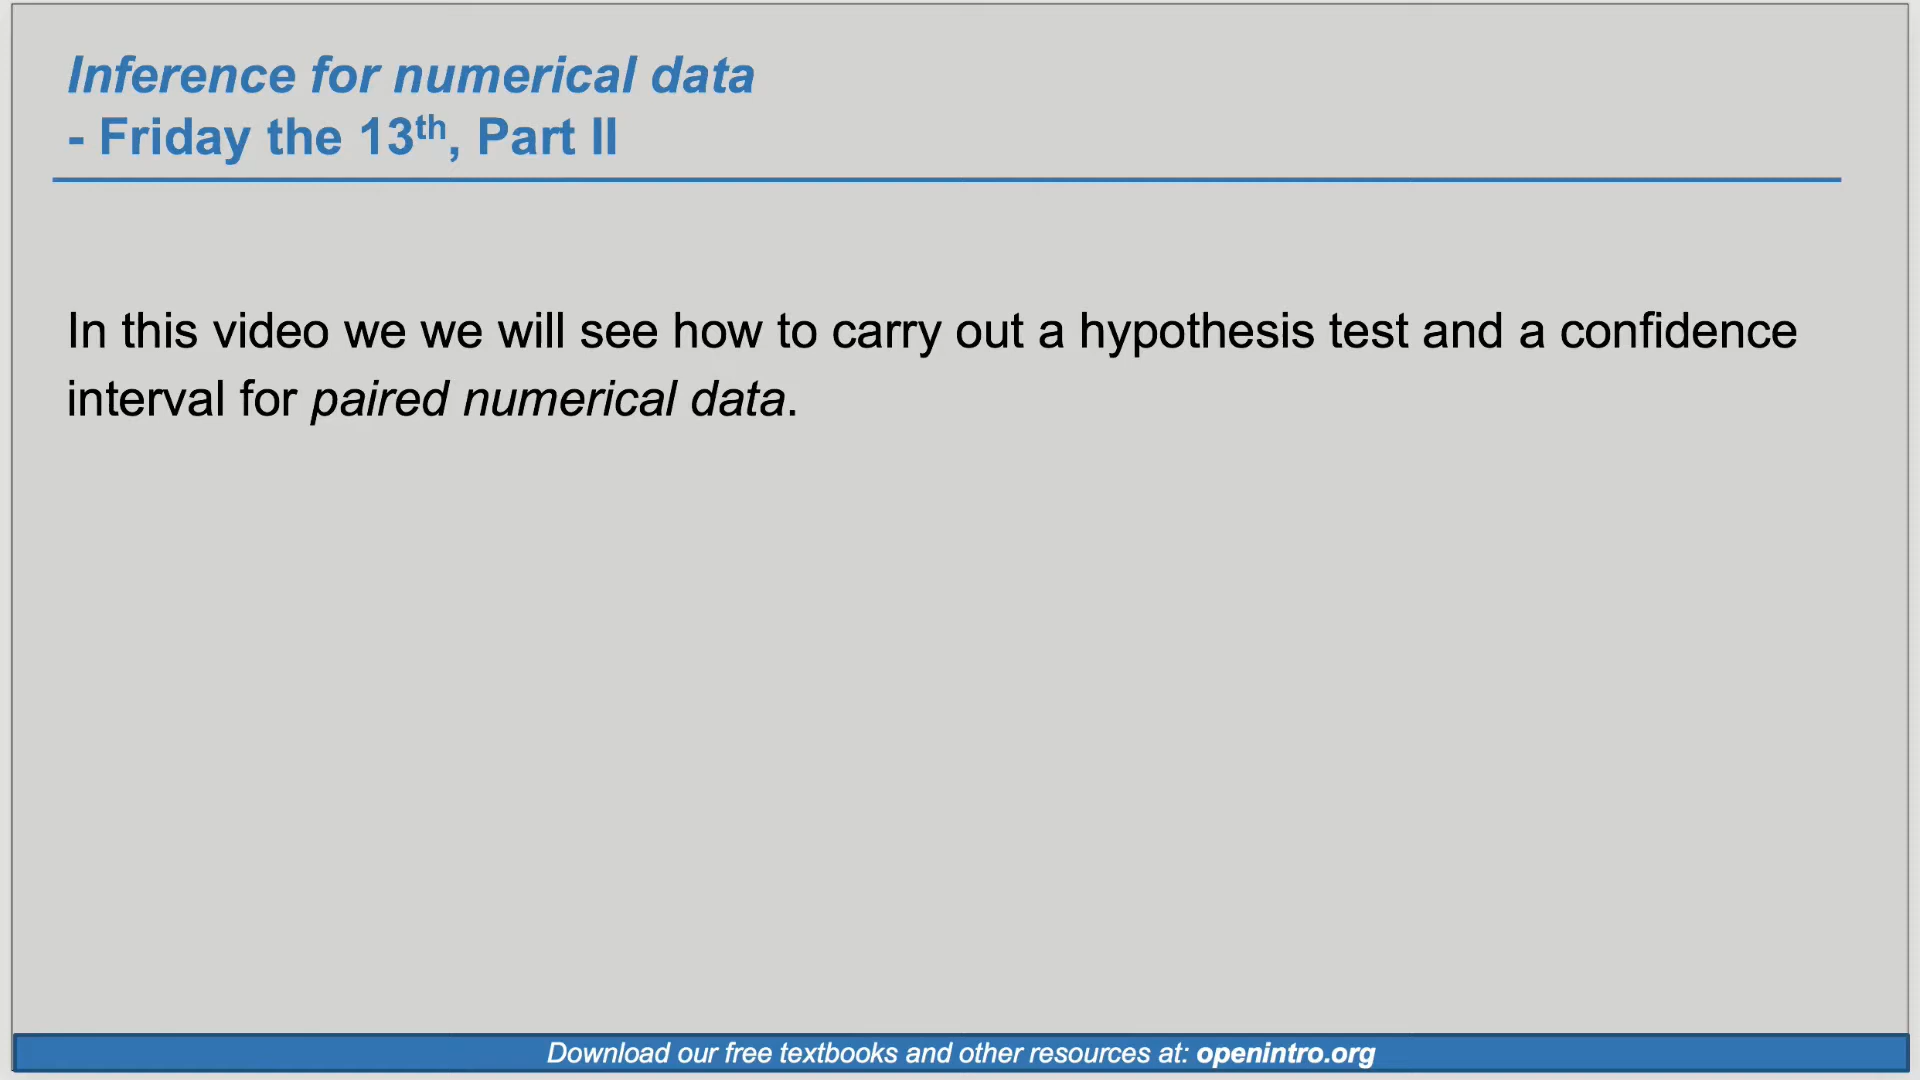 Inference for numerical data
- Friday the 13th, Part II
In this video we we will see how to carry out a hypothesis test and a confidence
interval for paired numerical data.
Download our free textbooks and other resources at: openintro.org